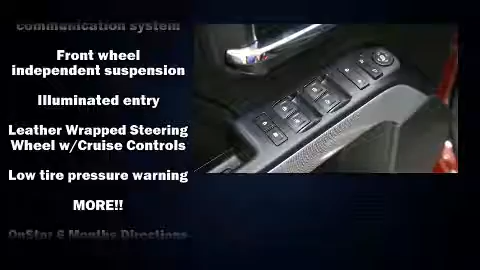 communication system
Front wheel
independent suspension
Illuminated entry
Leather Wrapped Steering
Wheel w/Cruise Controls
Low tire pressure warning
MORE!!
OnStar 6 Months Directions